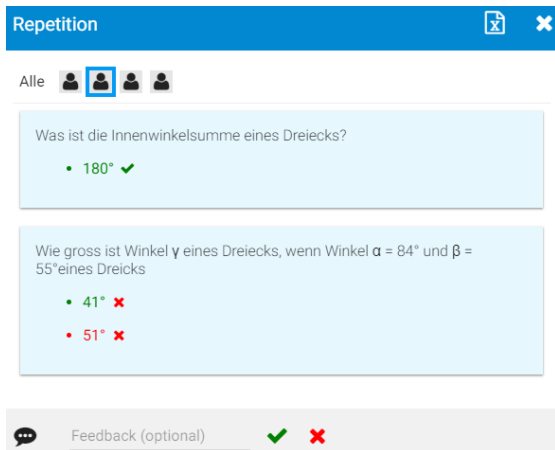 Repetition
Alle
Was ist die Innenwinkelsumme eines Dreiecks?
• 180° ✔
Wie gross ist Winkel γ eines Dreiecks, wenn Winkel α = 84° und β =
55°eines Dreicks
• 41° ✖
• 51° ✖
Feedback (optional)